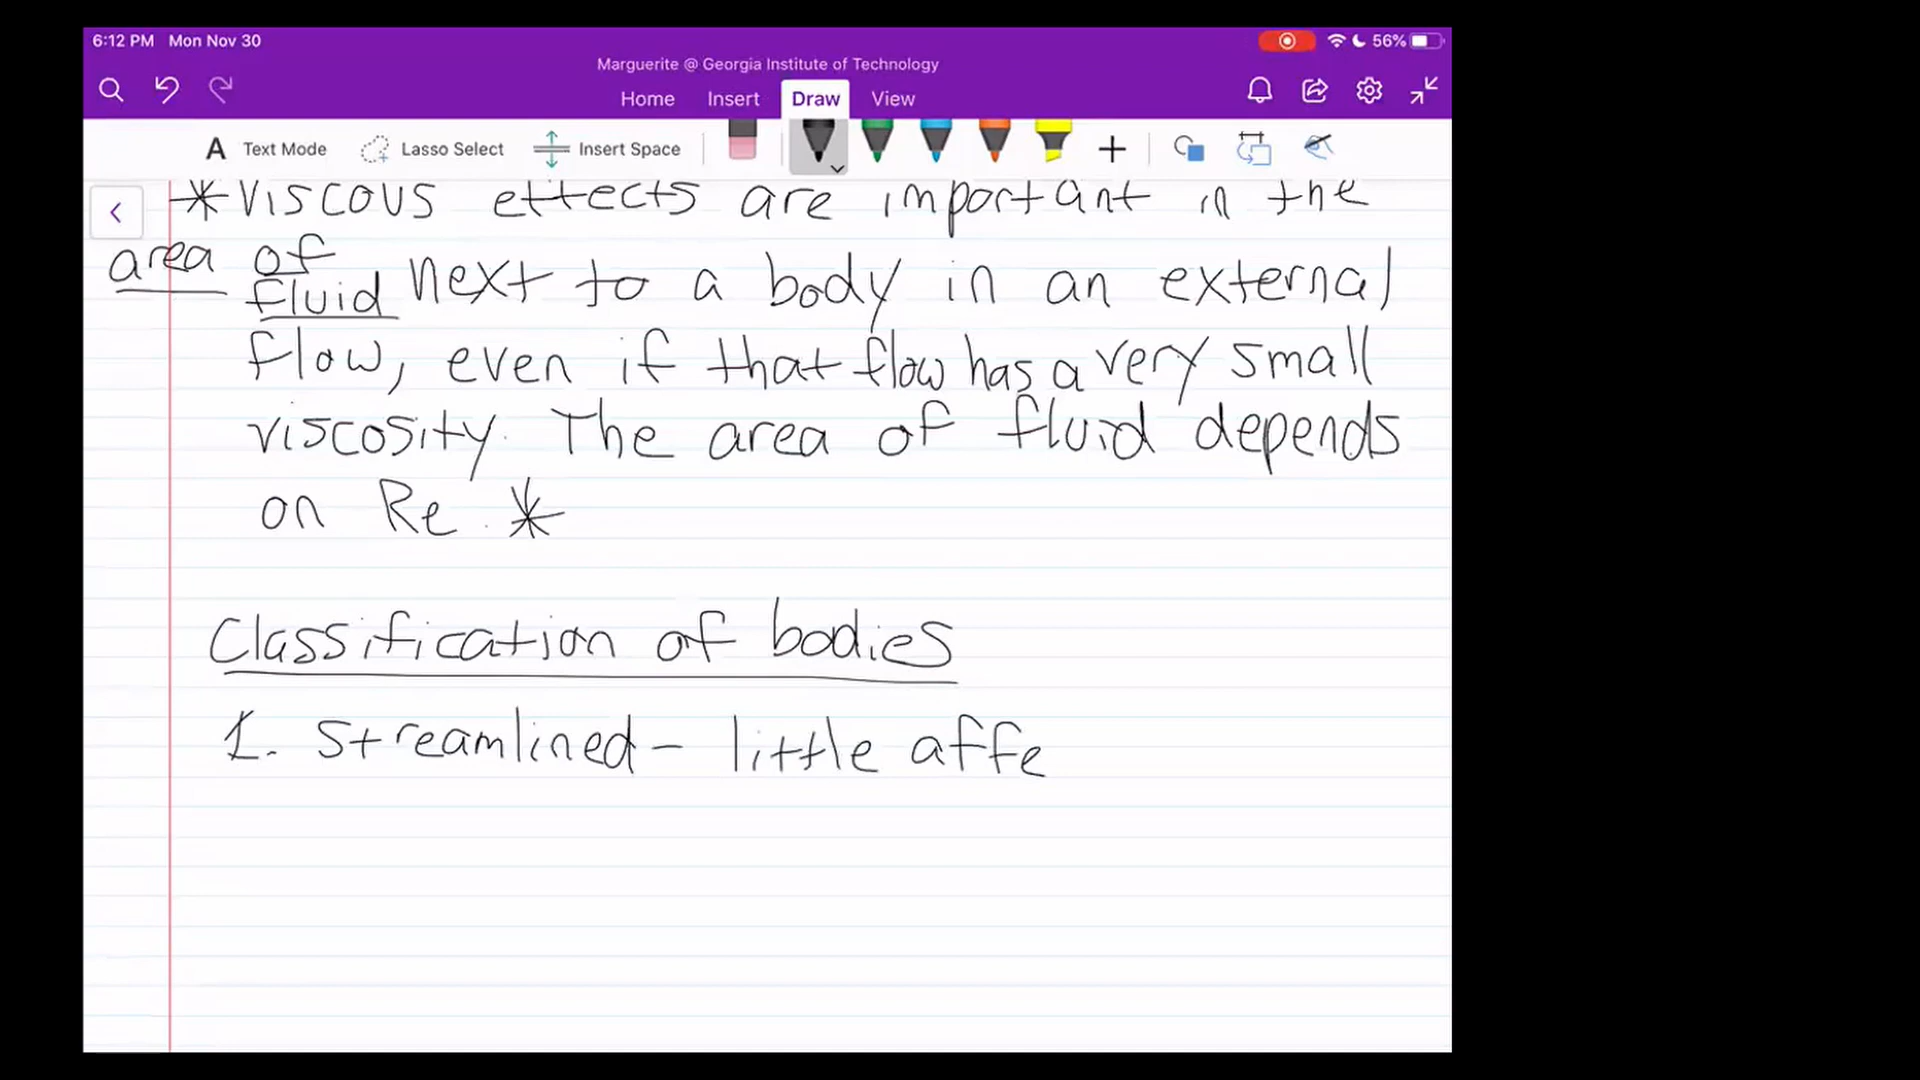 6:12 PM Mon Nov 30
56%
Marguerite @ Georgia Institute of Technology
Home Insert Draw View
A Text Mode Lasso Select Insert Space
*Viscous effects are important in the
area of
fluid next to a body in an external
flow, even if that flow has a very small
viscosity. The area of fluid depends
on Re. *
Classification of bodies
1. Streamlined- little affe